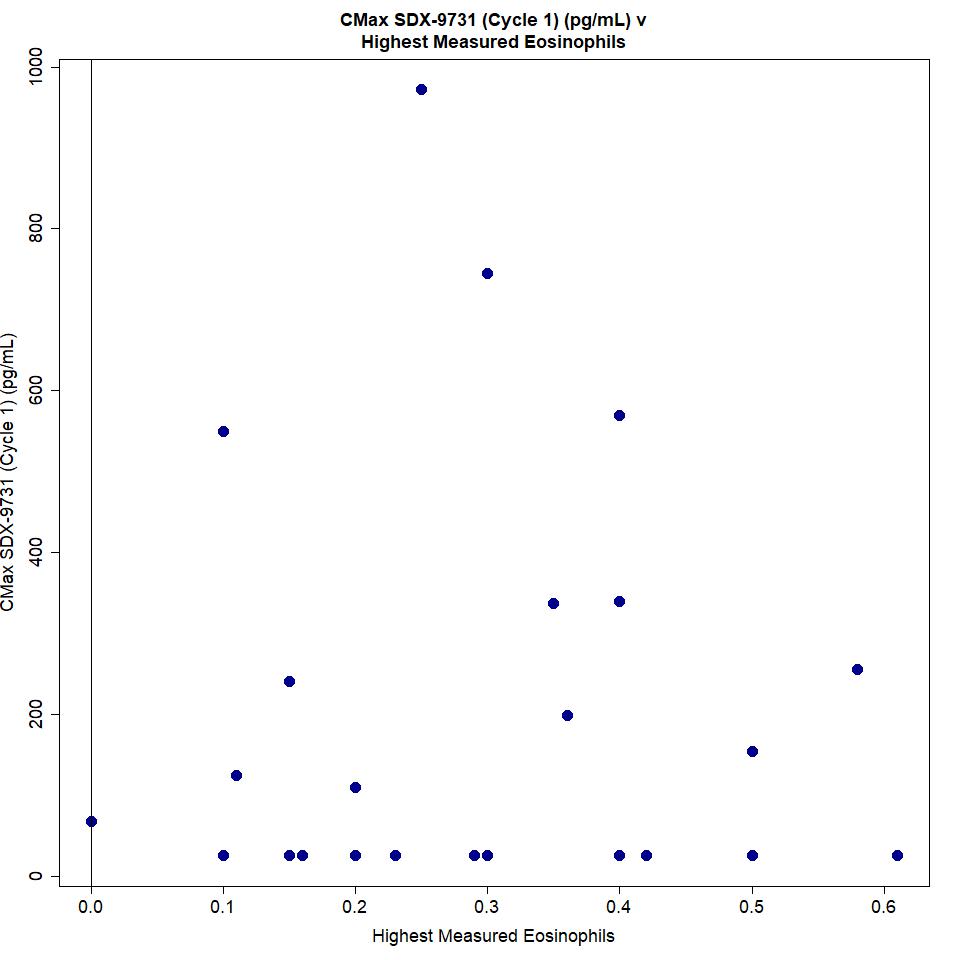 CMax SDX-9731 (Cycle 1) (pg/mL) v
Highest Measured Eosinophils
1000
800
600
400
200
0
CMax SDX-9731 (Cycle 1) (pg/mL)
0.0 0.1 0.2 0.3 0.4 0.5 0.6
Highest Measured Eosinophils